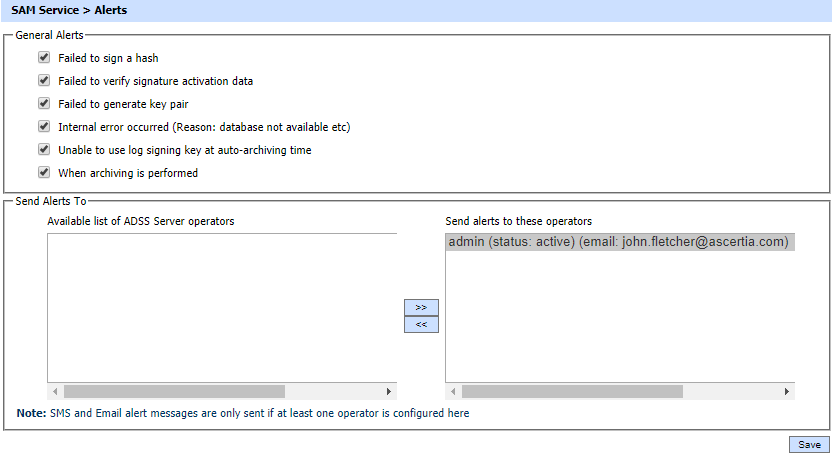 SAM Service > Alerts
General Alerts
Failed to sign a hash
Failed to verify signature activation data
Failed to generate key pair
Internal error occurred (Reason: database not available etc)
Unable to use log signing key at auto-archiving time
When archiving is performed
Send Alerts To
Available list of ADSS Server operators
Send alerts to these operators
admin (status: active) (email: john.fletcher@ascertia.com)
>>
<<
Note: SMS and Email alert messages are only sent if at least one operator is configured here
Save